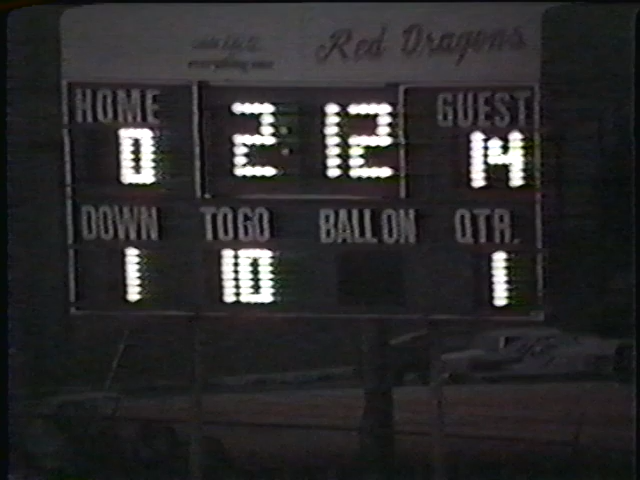 Red Dragons
HOME GUEST
0 2:12 14
DOWN TO GO BALL ON QTR.
1 10 1